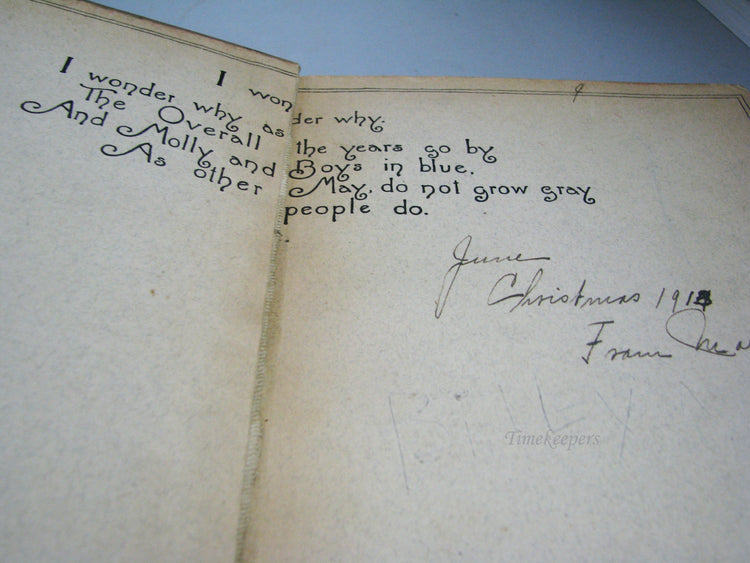 I wonder why.
I wonder why as the years go by
The Overall Boys in blue,
And Molly and May, do not grow gray
As other people do.
June
Christmas
From
Timekeepers